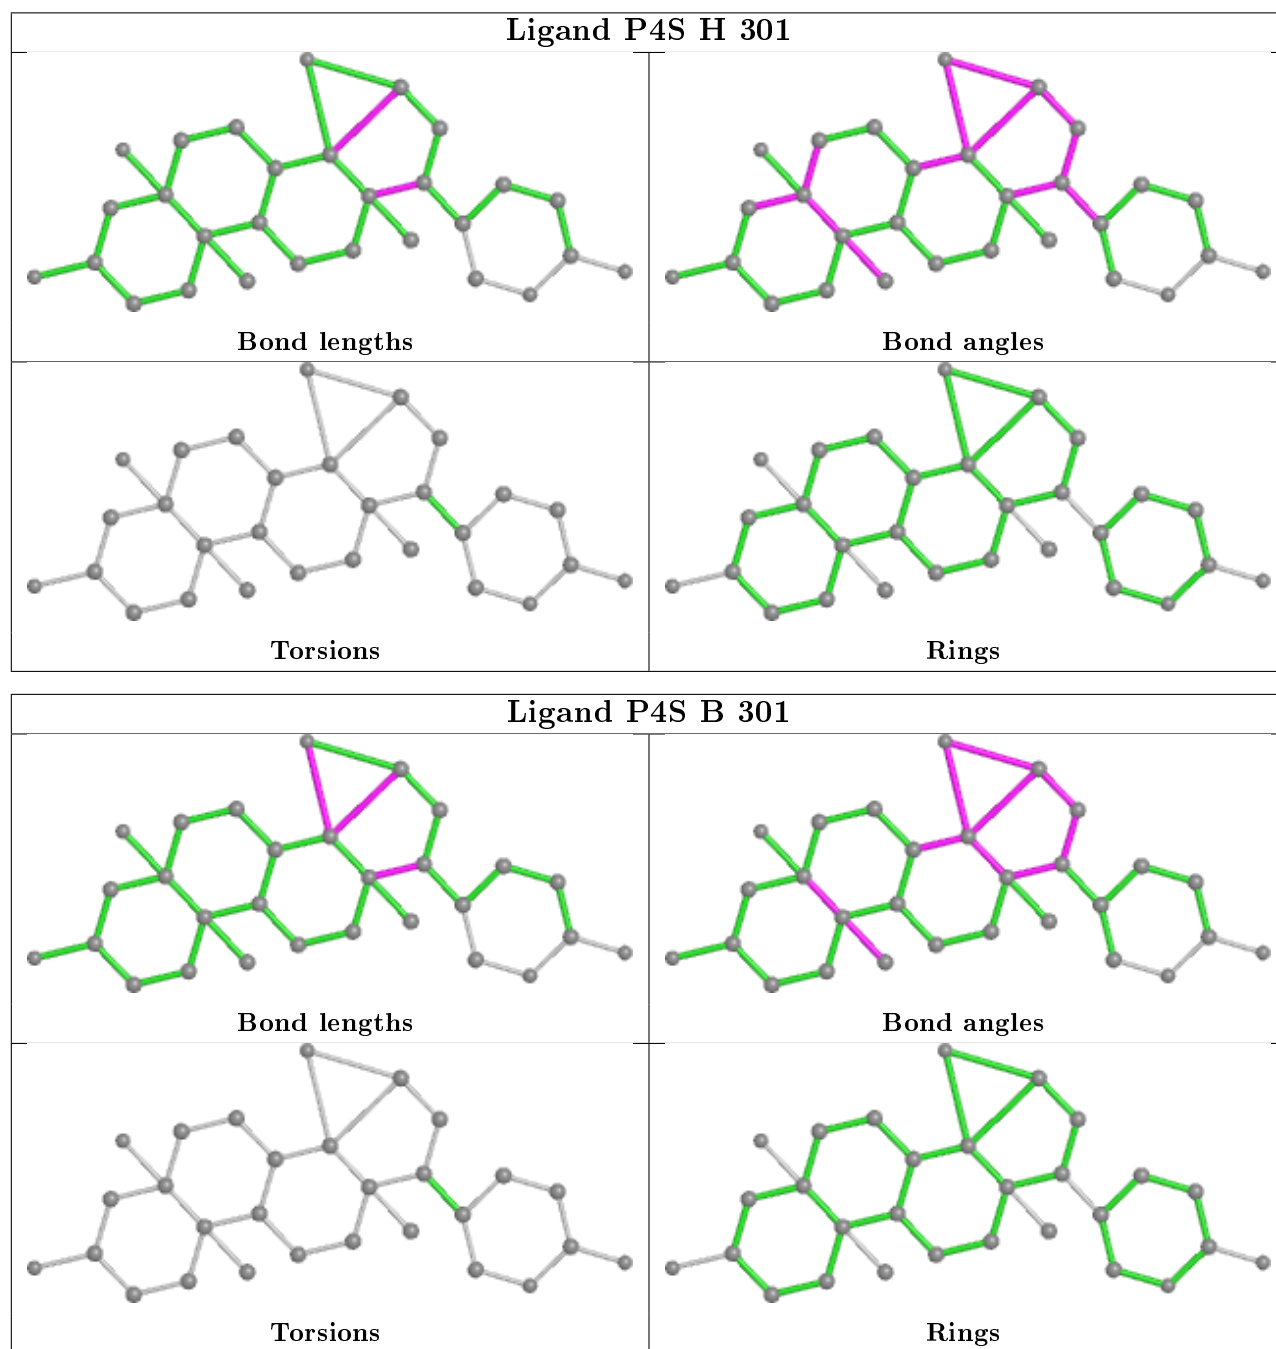 Ligand P4S H 301
Bond lengths
Bond angles
Torsions
Rings
Ligand P4S B 301
Bond lengths
Bond angles
Torsions
Rings